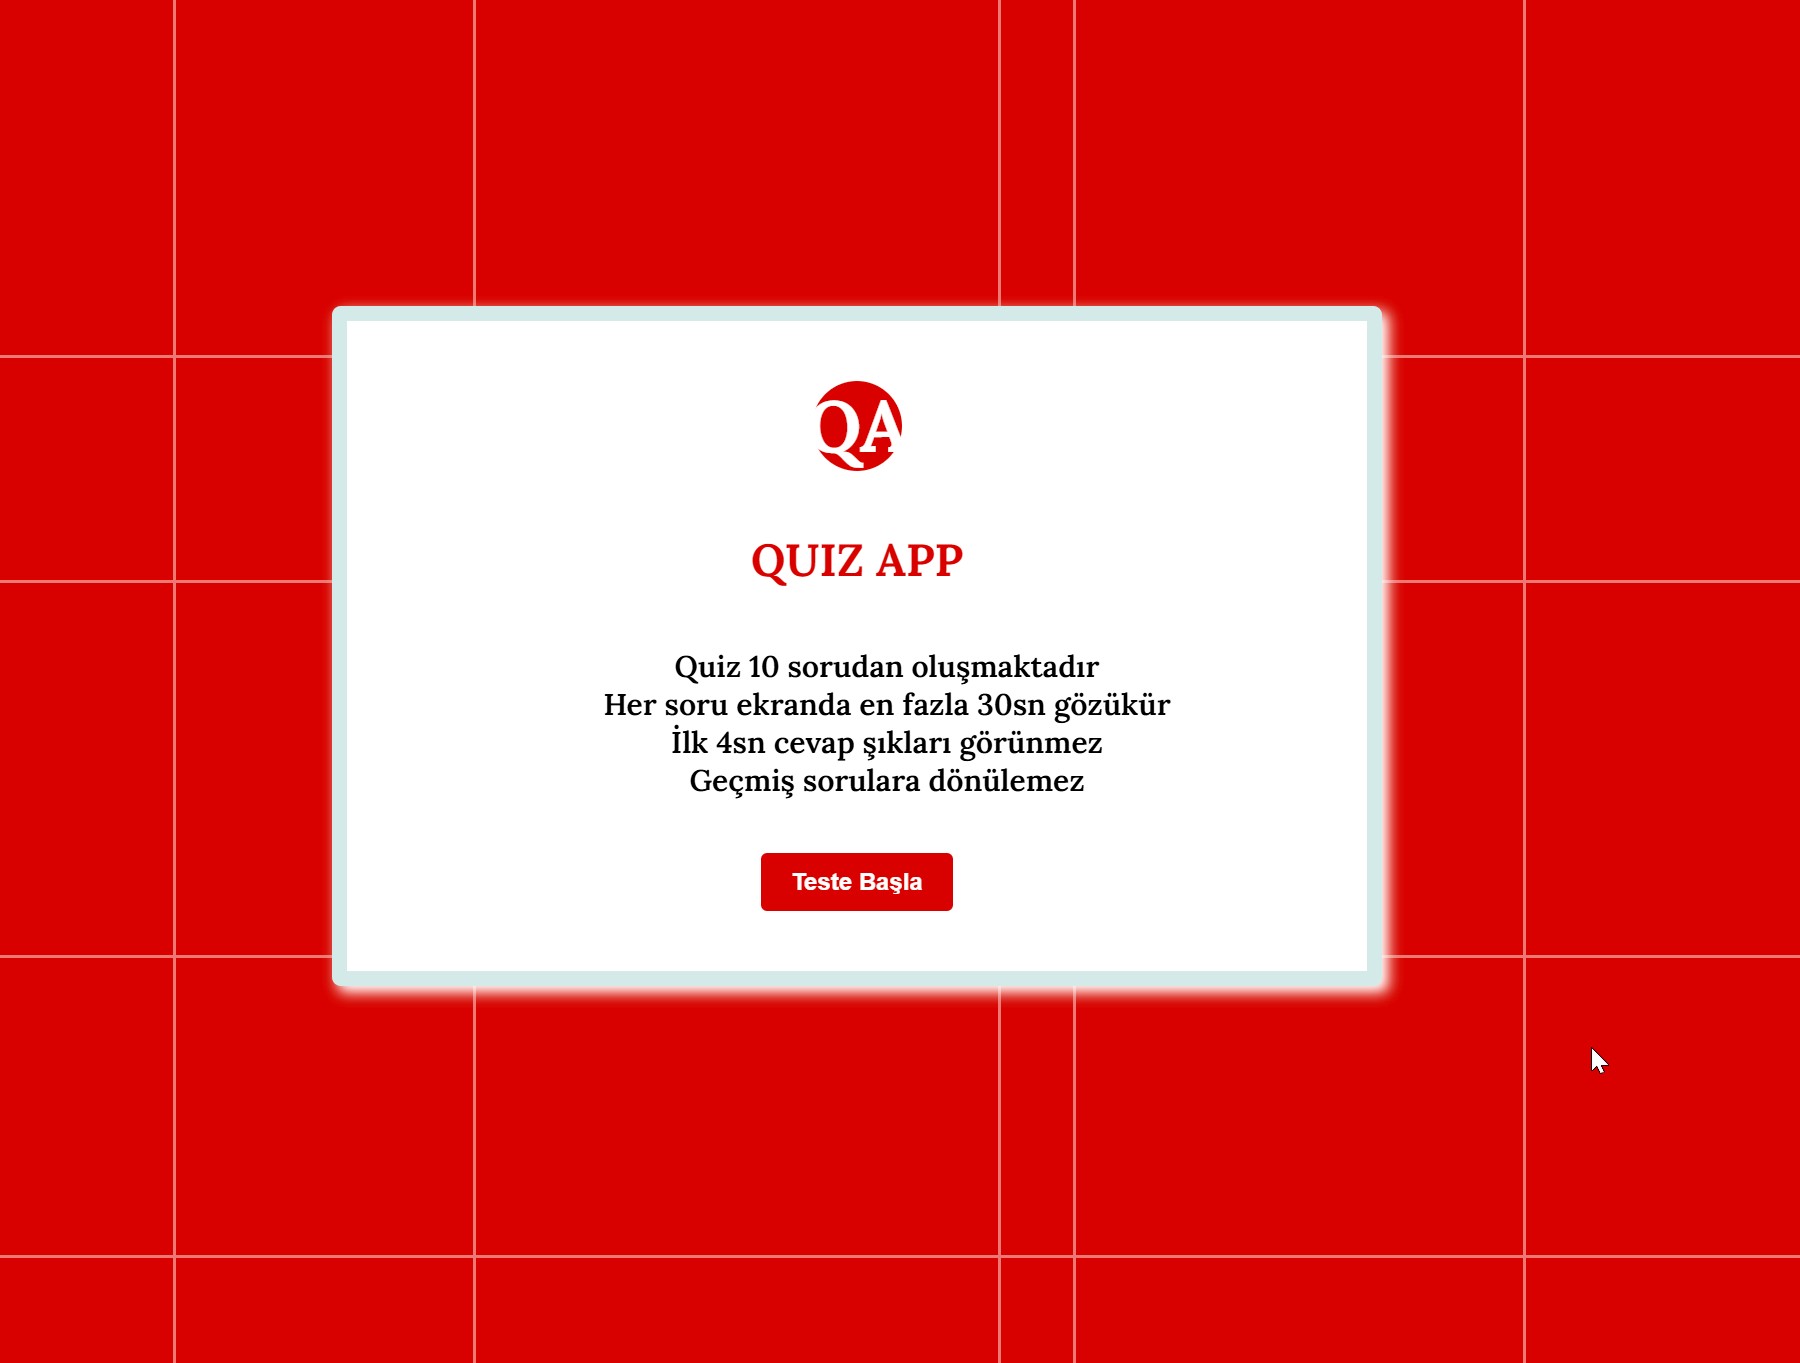 QA
QUIZ APP
Quiz 10 sorudan oluşmaktadır
Her soru ekranda en fazla 30sn gözükür
İlk 4sn cevap şıkları görünmez
Geçmiş sorulara dönülemez
Teste Başla